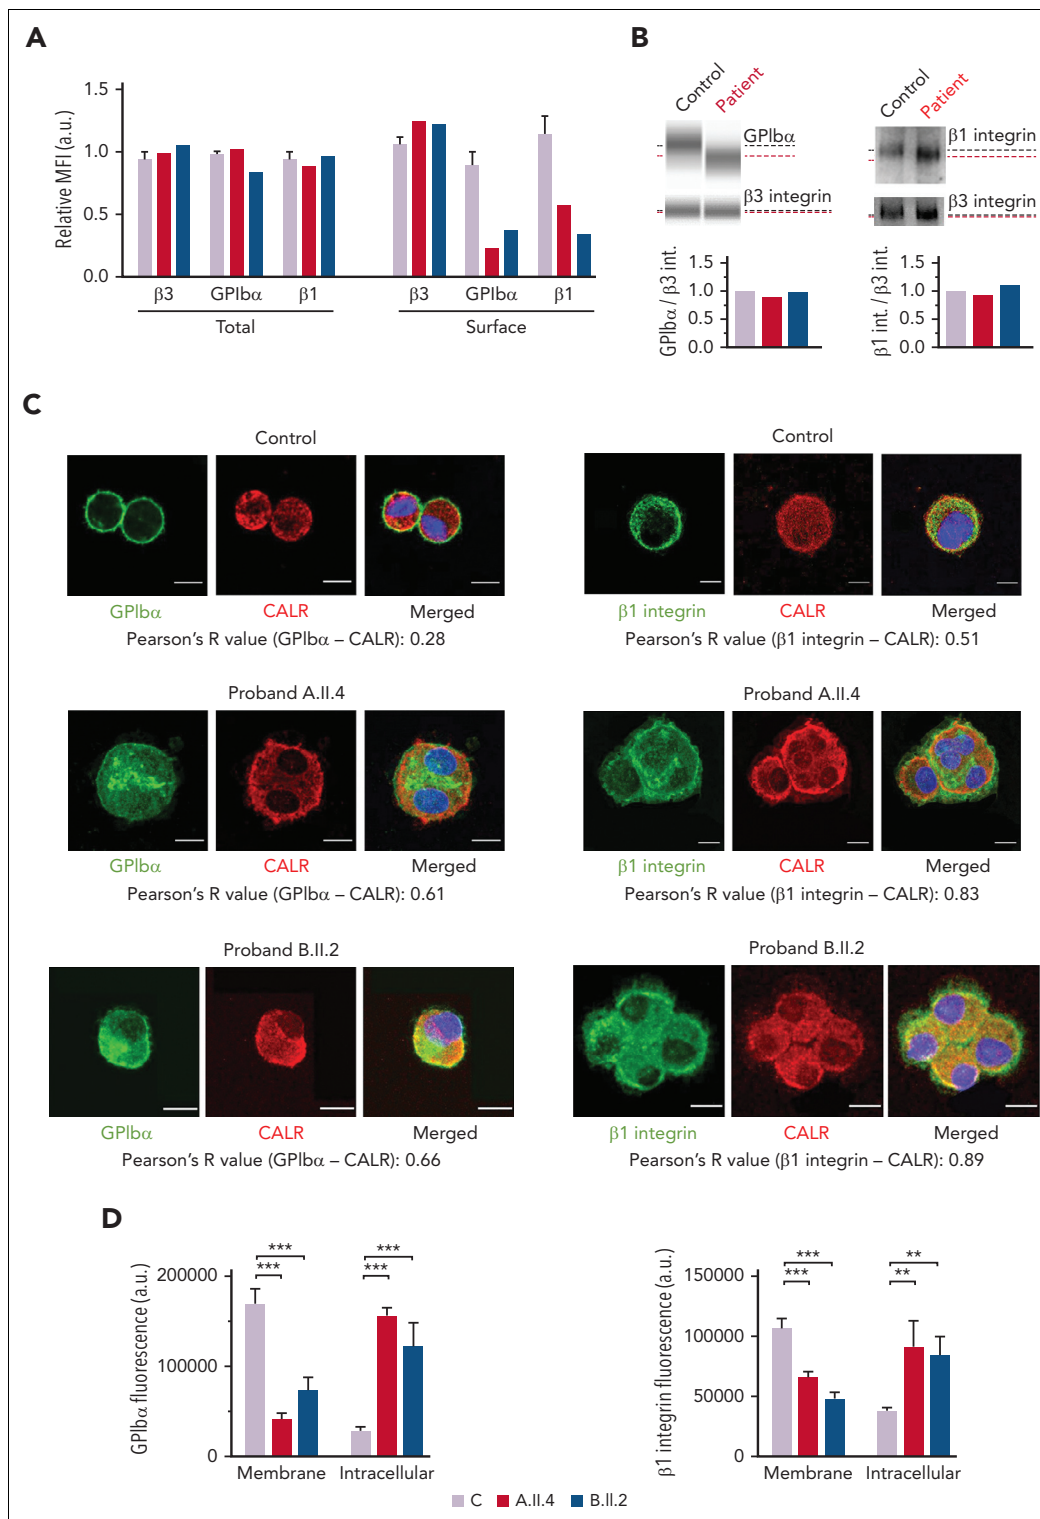 A
Relative MFI (a.u.)
1.5
1.0
0.5
0.0
β3
GPIbα
β1
β3
GPIbα
β1
Total
Surface
B
Control
Patient
GPIbα
β3 integrin
GPIbα / β3 int.
1.5
1.0
0.5
0.0
Control
Patient
β1 integrin
β3 integrin
β1 int. / β3 int.
1.5
1.0
0.5
0.0
C
Control
GPIbα
CALR
Merged
Pearson's R value (GPIbα – CALR): 0.28
Control
β1 integrin
CALR
Merged
Pearson's R value (β1 integrin – CALR): 0.51
Proband A.II.4
GPIbα
CALR
Merged
Pearson's R value (GPIbα – CALR): 0.61
Proband A.II.4
β1 integrin
CALR
Merged
Pearson's R value (β1 integrin – CALR): 0.83
Proband B.II.2
GPIbα
CALR
Merged
Pearson's R value (GPIbα – CALR): 0.66
Proband B.II.2
β1 integrin
CALR
Merged
Pearson's R value (β1 integrin – CALR): 0.89
D
GPIbα fluorescence (a.u.)
200000
100000
0
***
***
***
***
Membrane
Intracellular
β1 integrin fluorescence (a.u.)
150000
100000
50000
0
***
***
**
**
Membrane
Intracellular
C
A.II.4
B.II.2